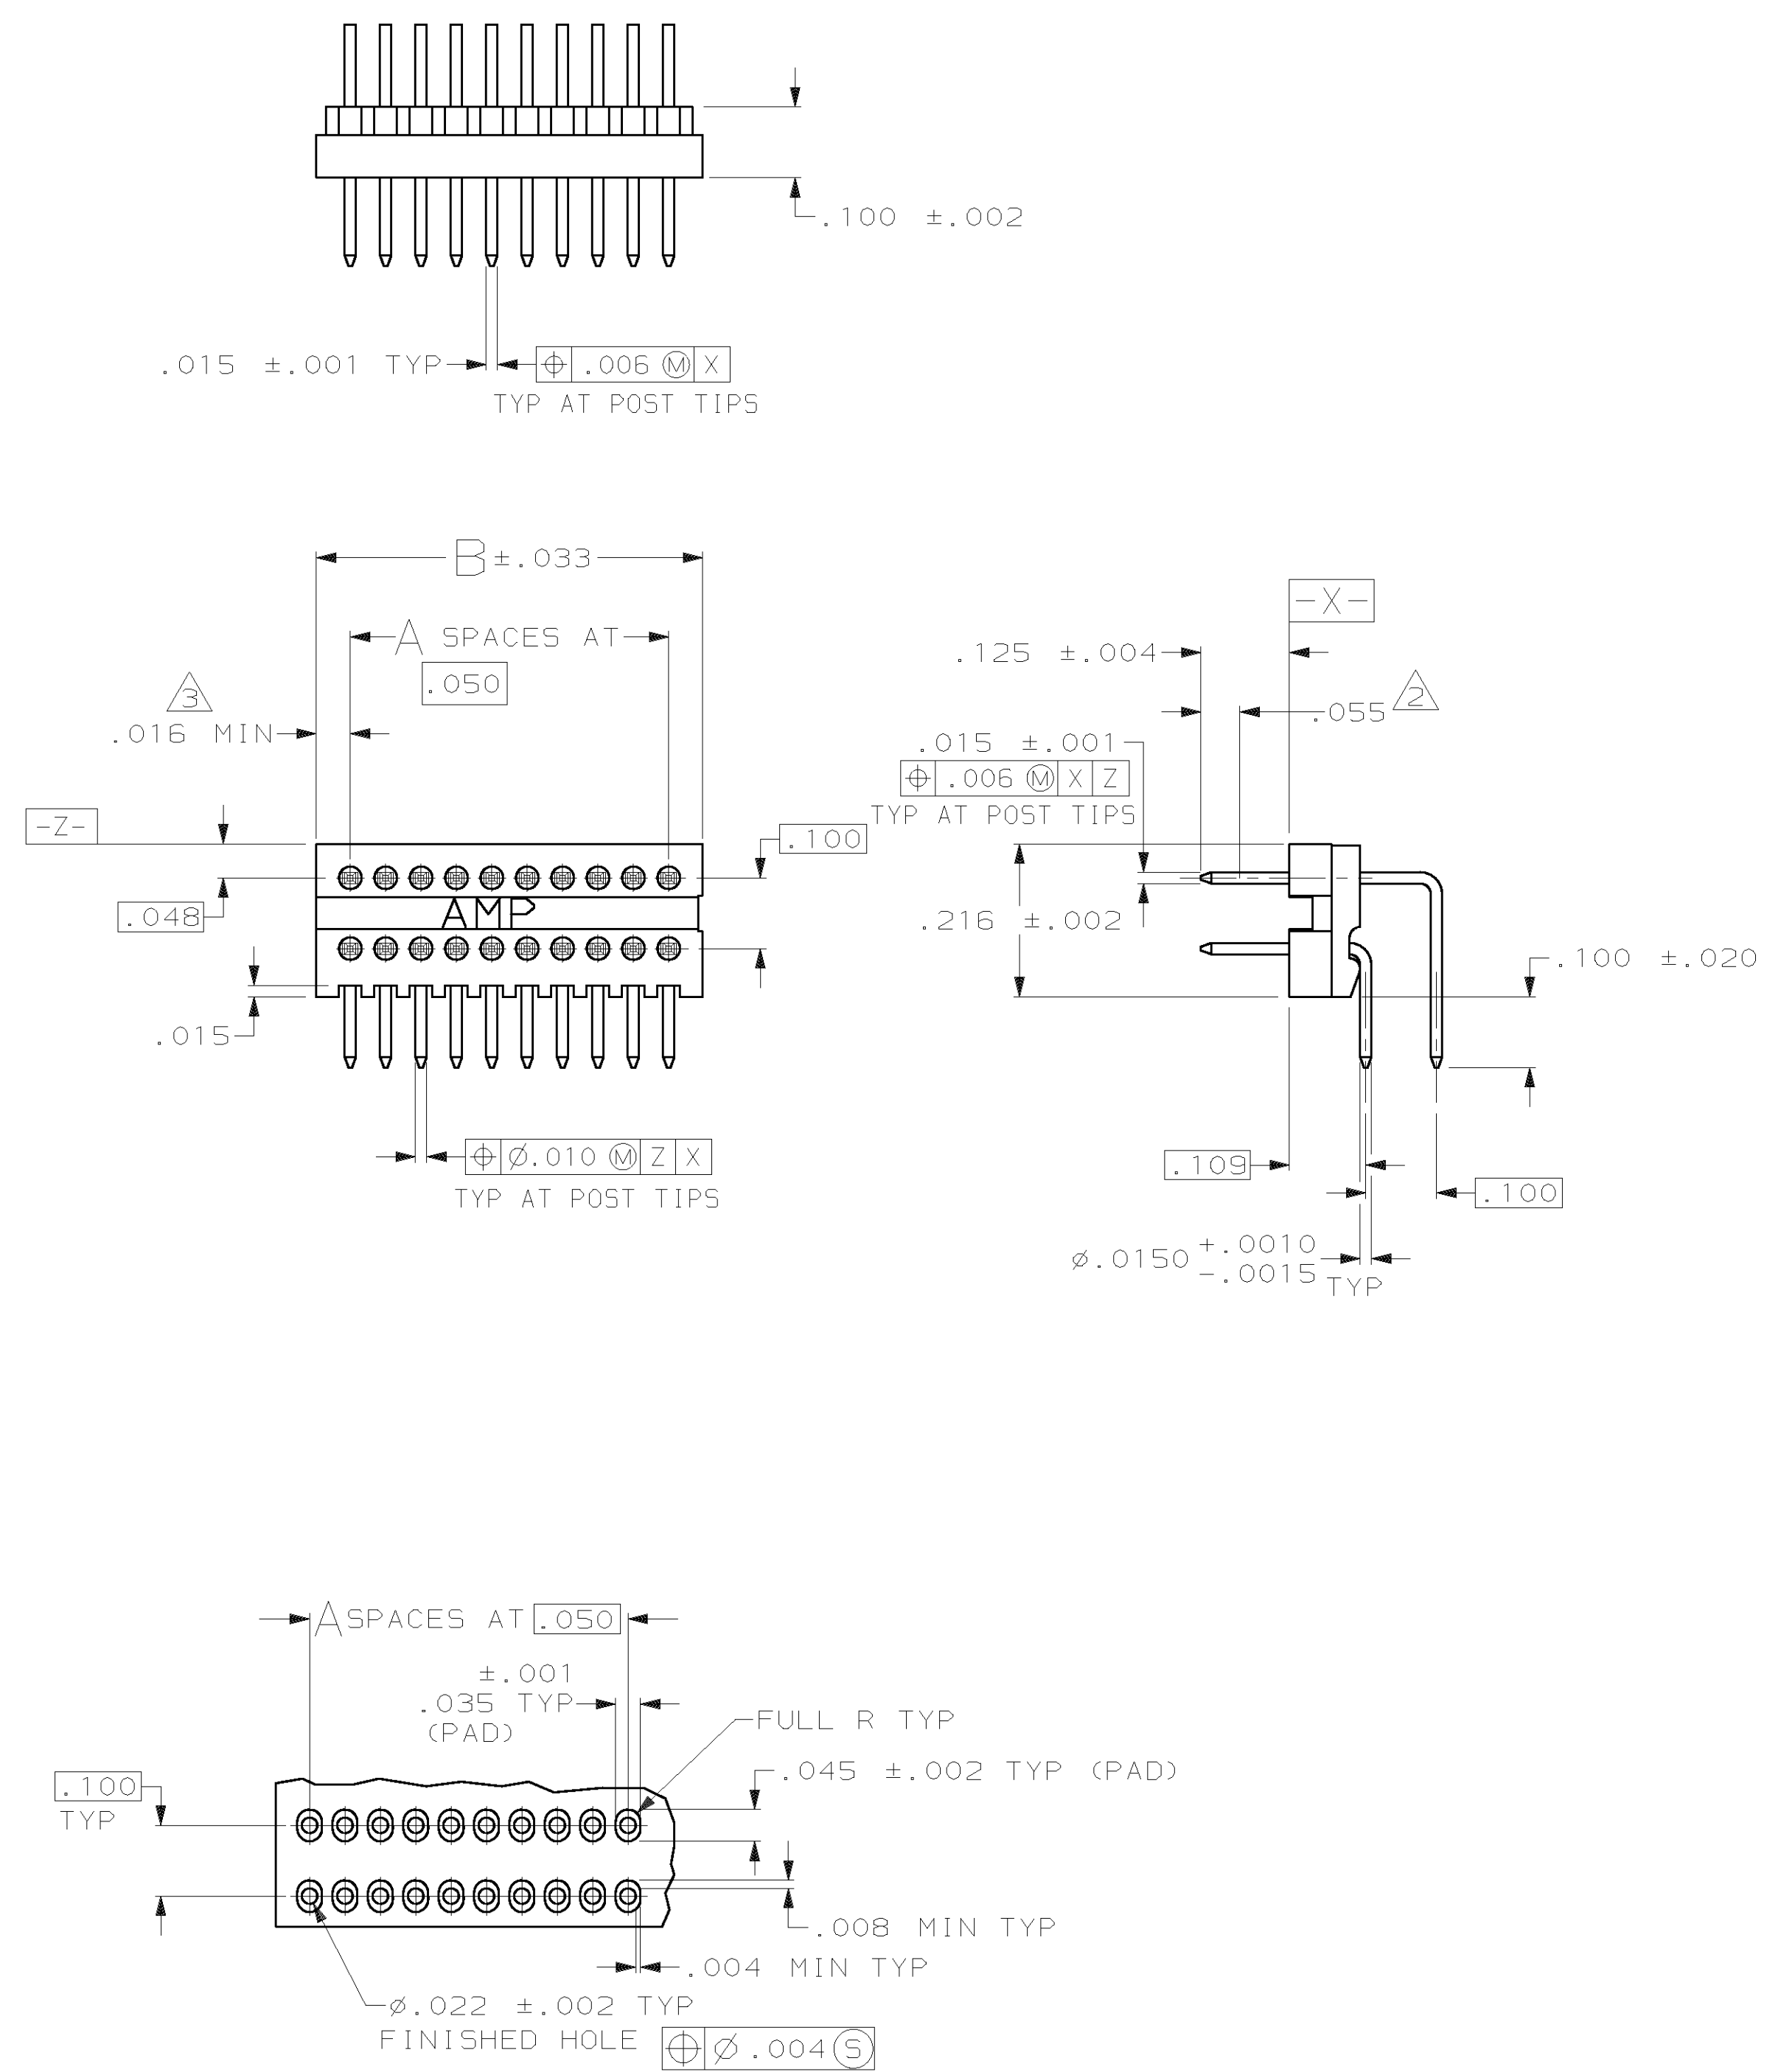 .100 ±.002
.015 ±.001 TYP
⌖ .006 Ⓜ X
TYP AT POST TIPS
B ±.033
A SPACES AT
.050
3
.016 MIN
-Z-
.048
.100
AMP
.015
⌖ ⌀.010 Ⓜ Z X
TYP AT POST TIPS
-X-
.125 ±.004
.055 2
.015 ±.001
⌖ .006 Ⓜ X Z
TYP AT POST TIPS
.216 ±.002
.100 ±.020
.109
.100
⌀.0150 +.0010
-.0015 TYP
A SPACES AT .050
±.001
.035 TYP
(PAD)
FULL R TYP
.045 ±.002 TYP (PAD)
.100
TYP
.008 MIN TYP
.004 MIN TYP
⌀.022 ±.002 TYP
FINISHED HOLE ⌖ ⌀ .004 Ⓢ